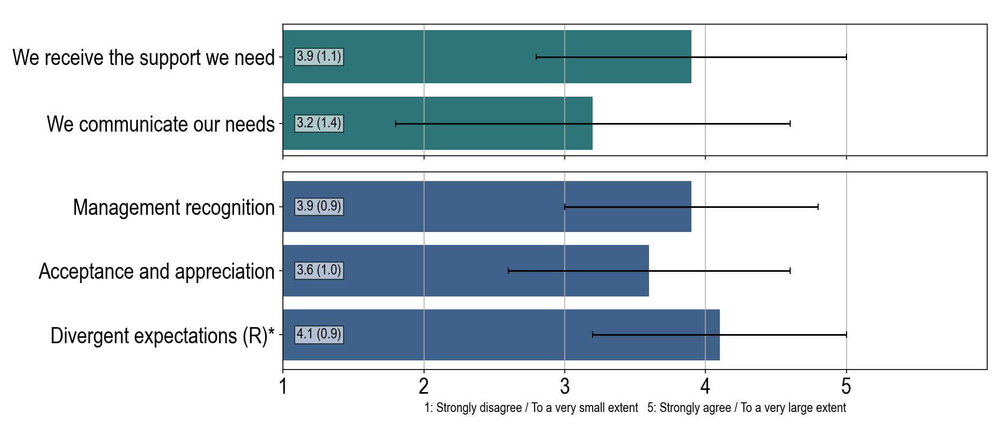 We receive the support we need
3.9 (1.1)
We communicate our needs
3.2 (1.4)
Management recognition
3.9 (0.9)
Acceptance and appreciation
3.6 (1.0)
Divergent expectations (R)*
4.1 (0.9)
1 2 3 4 5
1: Strongly disagree / To a very small extent 5: Strongly agree / To a very large extent